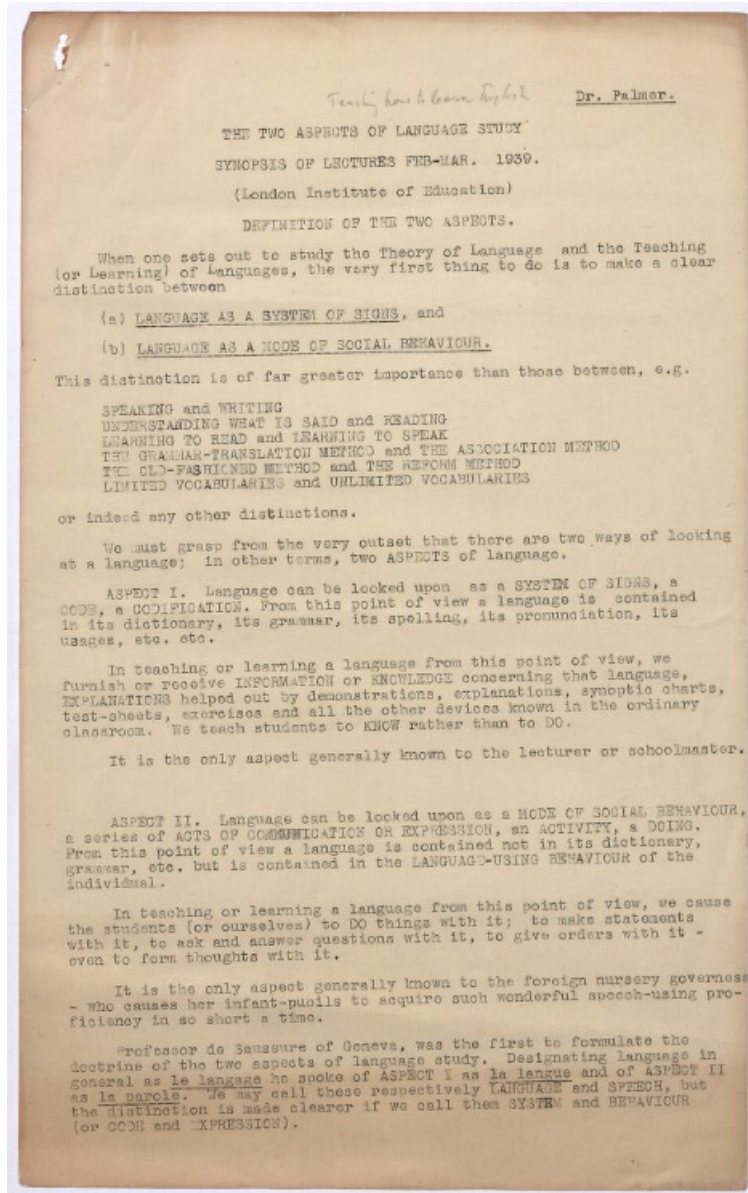 Teaching how to learn English
Dr. Palmer.
THE TWO ASPECTS OF LANGUAGE STUDY
SYNOPSIS OF LECTURES FEB-MAR. 1939.
(London Institute of Education)
DEFINITION OF THE TWO ASPECTS.
When one sets out to study the Theory of Language and the Teaching
(or Learning) of Languages, the very first thing to do is to make a clear
distinction between
(a) LANGUAGE AS A SYSTEM OF SIGNS, and
(b) LANGUAGE AS A MODE OF SOCIAL BEHAVIOUR.
This distinction is of far greater importance than those between, e.g.
SPEAKING and WRITING
UNDERSTANDING WHAT IS SAID and READING
LEARNING TO READ and LEARNING TO SPEAK
THE GRAMMAR-TRANSLATION METHOD and THE ASSOCIATION METHOD
THE OLD-FASHIONED METHOD and THE REFORM METHOD
LIMITED VOCABULARIES and UNLIMITED VOCABULARIES
or indeed any other distinctions.
We must grasp from the very outset that there are two ways of looking
at a language; in other terms, two ASPECTS of language.
ASPECT I. Language can be looked upon as a SYSTEM OF SIGNS, a
CODE, a CODIFICATION. From this point of view a language is contained
in its dictionary, its grammar, its spelling, its pronunciation, its
usages, etc. etc.
In teaching or learning a language from this point of view, we
furnish or receive INFORMATION or KNOWLEDGE concerning that language,
EXPLANATIONS helped out by demonstrations, explanations, synoptic charts,
test-sheets, exercises and all the other devices known in the ordinary
classroom. We teach students to KNOW rather than to DO.
It is the only aspect generally known to the lecturer or schoolmaster.
ASPECT II. Language can be looked upon as a MODE OF SOCIAL BEHAVIOUR,
a series of ACTS OF COMMUNICATION OR EXPRESSION, an ACTIVITY, a DOING.
From this point of view a language is contained not in its dictionary,
grammar, etc. but is contained in the LANGUAGE-USING BEHAVIOUR of the
individual.
In teaching or learning a language from this point of view, we cause
the students (or ourselves) to DO things with it; to make statements
with it, to ask and answer questions with it, to give orders with it -
even to form thoughts with it.
It is the only aspect generally known to the foreign nursery governess
- who causes her infant-pupils to acquire such wonderful speech-using pro-
ficiency in so short a time.
Professor de Saussure of Geneva, was the first to formulate the
doctrine of the two aspects of language study. Designating language in
general as le langage he spoke of ASPECT I as la langue and of ASPECT II
as la parole. We may call these respectively LANGUAGE and SPEECH, but
the distinction is made clearer if we call them SYSTEM and BEHAVIOUR
(or CODE and EXPRESSION).